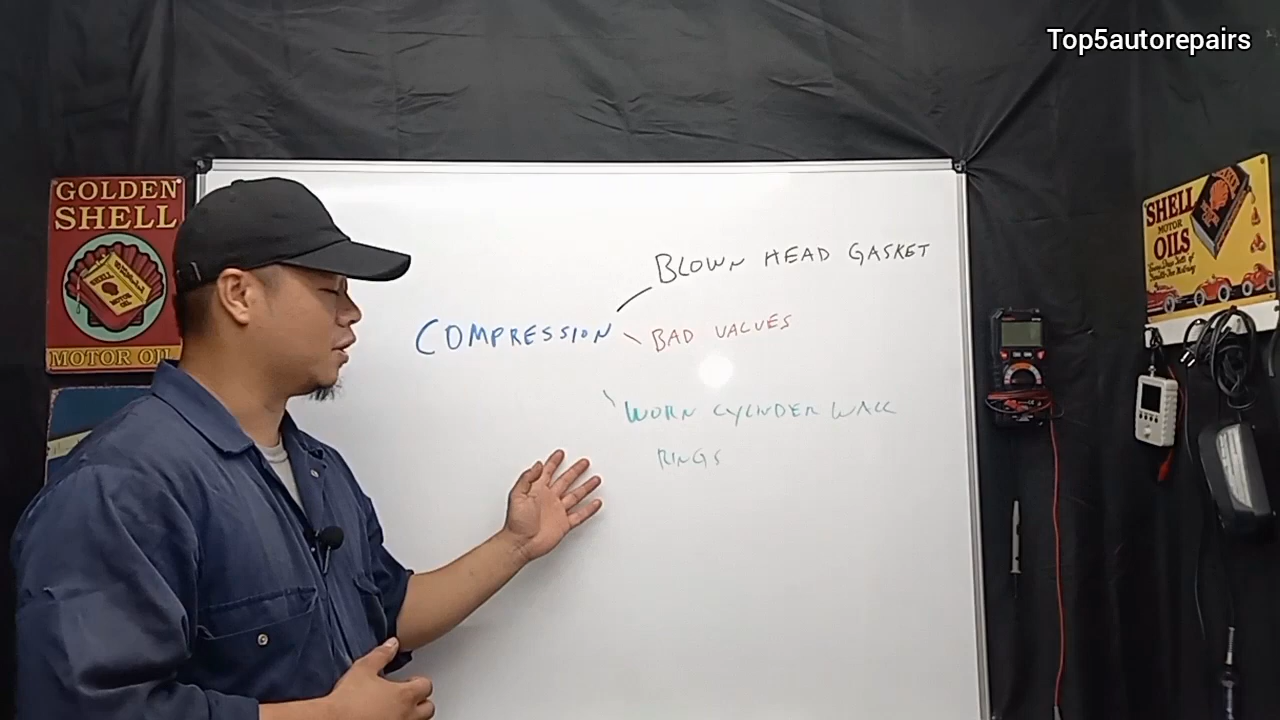 Top5autorepairs
GOLDEN
SHELL
MOTOR OIL
SHELL
MOTOR
OILS
BLOWN HEAD GASKET
COMPRESSION
BAD VALVES
WORN CYLINDER WALL
RINGS